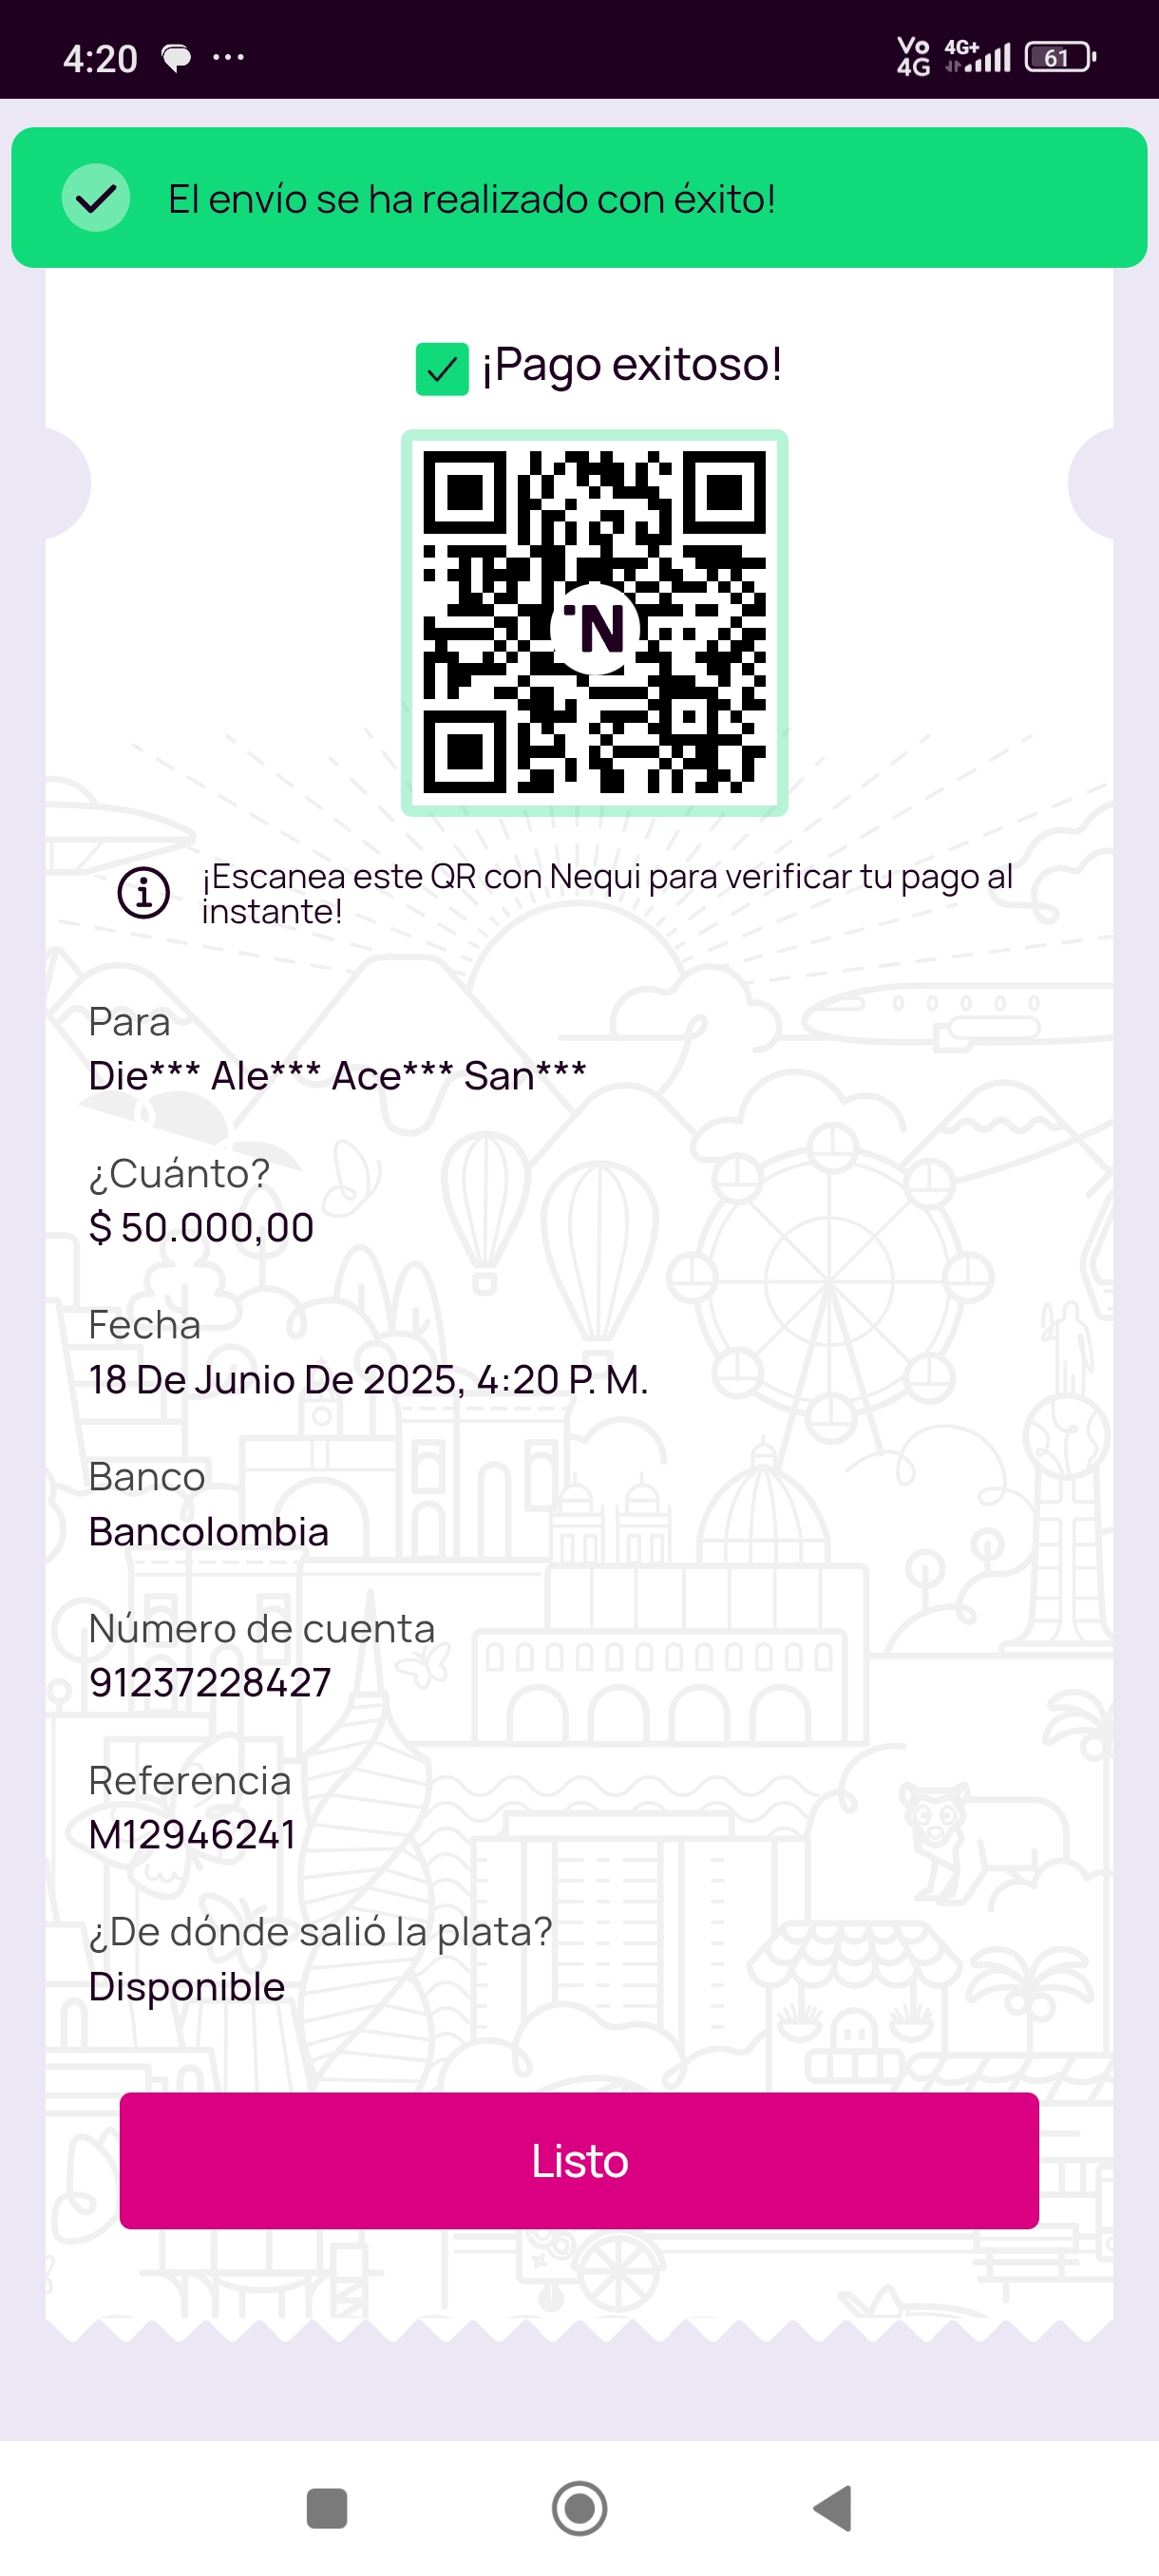 4:20 ... Vo 4G 4G+ 61
El envío se ha realizado con éxito!
¡Pago exitoso!
N
¡Escanea este QR con Nequi para verificar tu pago al
instante!
Para
Die*** Ale*** Ace*** San***
¿Cuánto?
$ 50.000,00
Fecha
18 De Junio De 2025, 4:20 P. M.
Banco
Bancolombia
Número de cuenta
91237228427
Referencia
M12946241
¿De dónde salió la plata?
Disponible
Listo